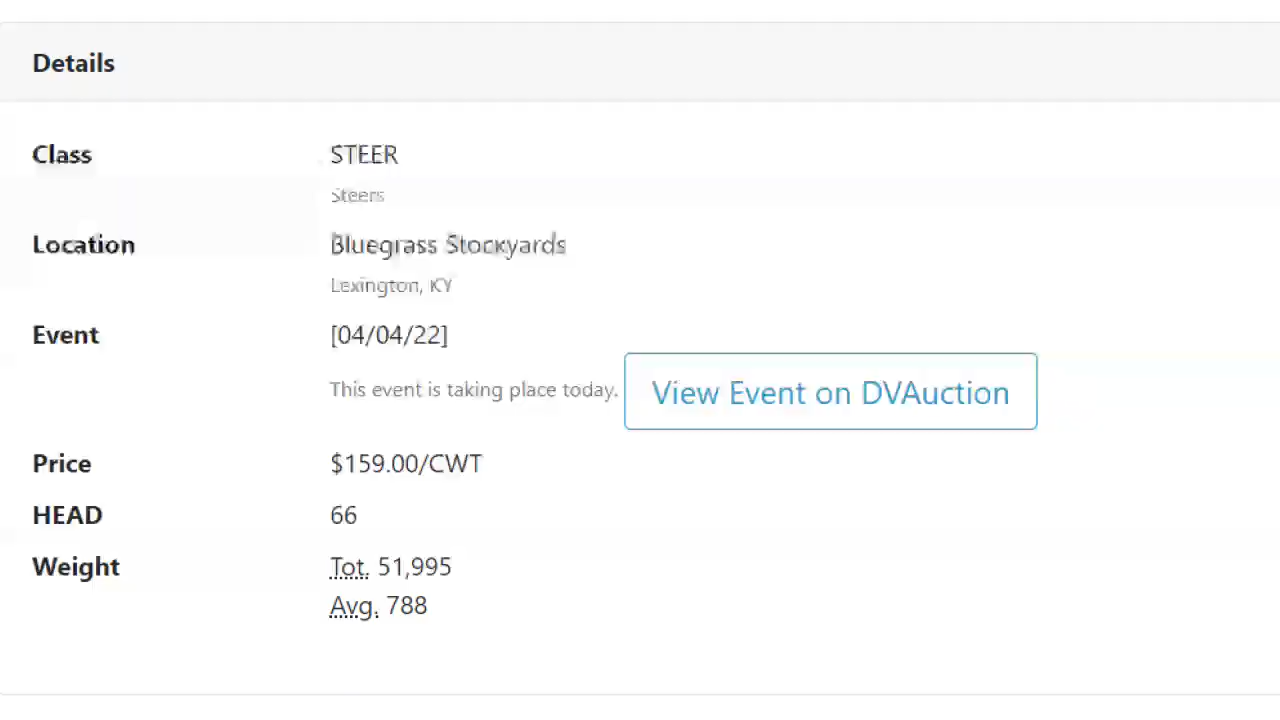 Details
Class STEER
Steers
Location Bluegrass Stockyards
Lexington, KY
Event [04/04/22]
This event is taking place today. View Event on DVAuction
Price $159.00/CWT
HEAD 66
Weight Tot. 51,995
Avg. 788